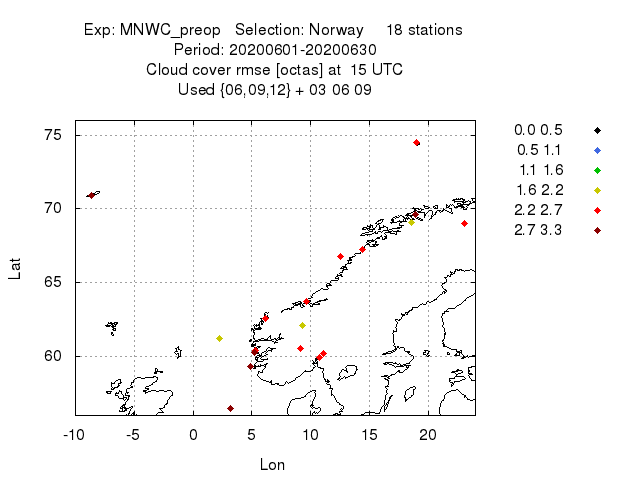 Exp: MNWC_preop Selection: Norway 18 stations
Period: 20200601-20200630
Cloud cover rmse [octas] at 15 UTC
Used {06,09,12} + 03 06 09
75
70
65
60
Lat
-10 -5 0 5 10 15 20
Lon
0.0 0.5
0.5 1.1
1.1 1.6
1.6 2.2
2.2 2.7
2.7 3.3